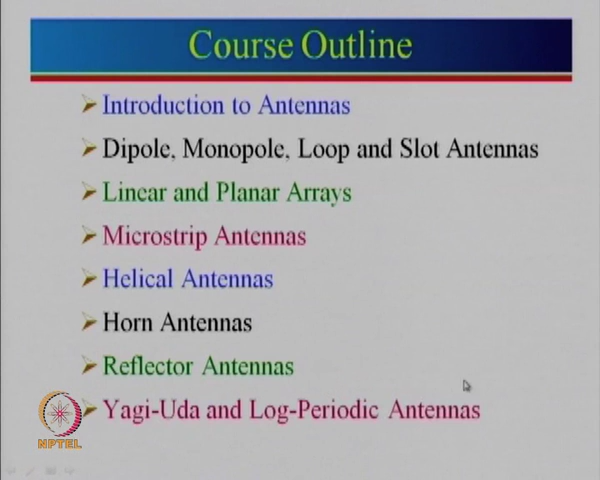 Course Outline
Introduction to Antennas
Dipole, Monopole, Loop and Slot Antennas
Linear and Planar Arrays
Microstrip Antennas
Helical Antennas
Horn Antennas
Reflector Antennas
Yagi-Uda and Log-Periodic Antennas
NPTEL